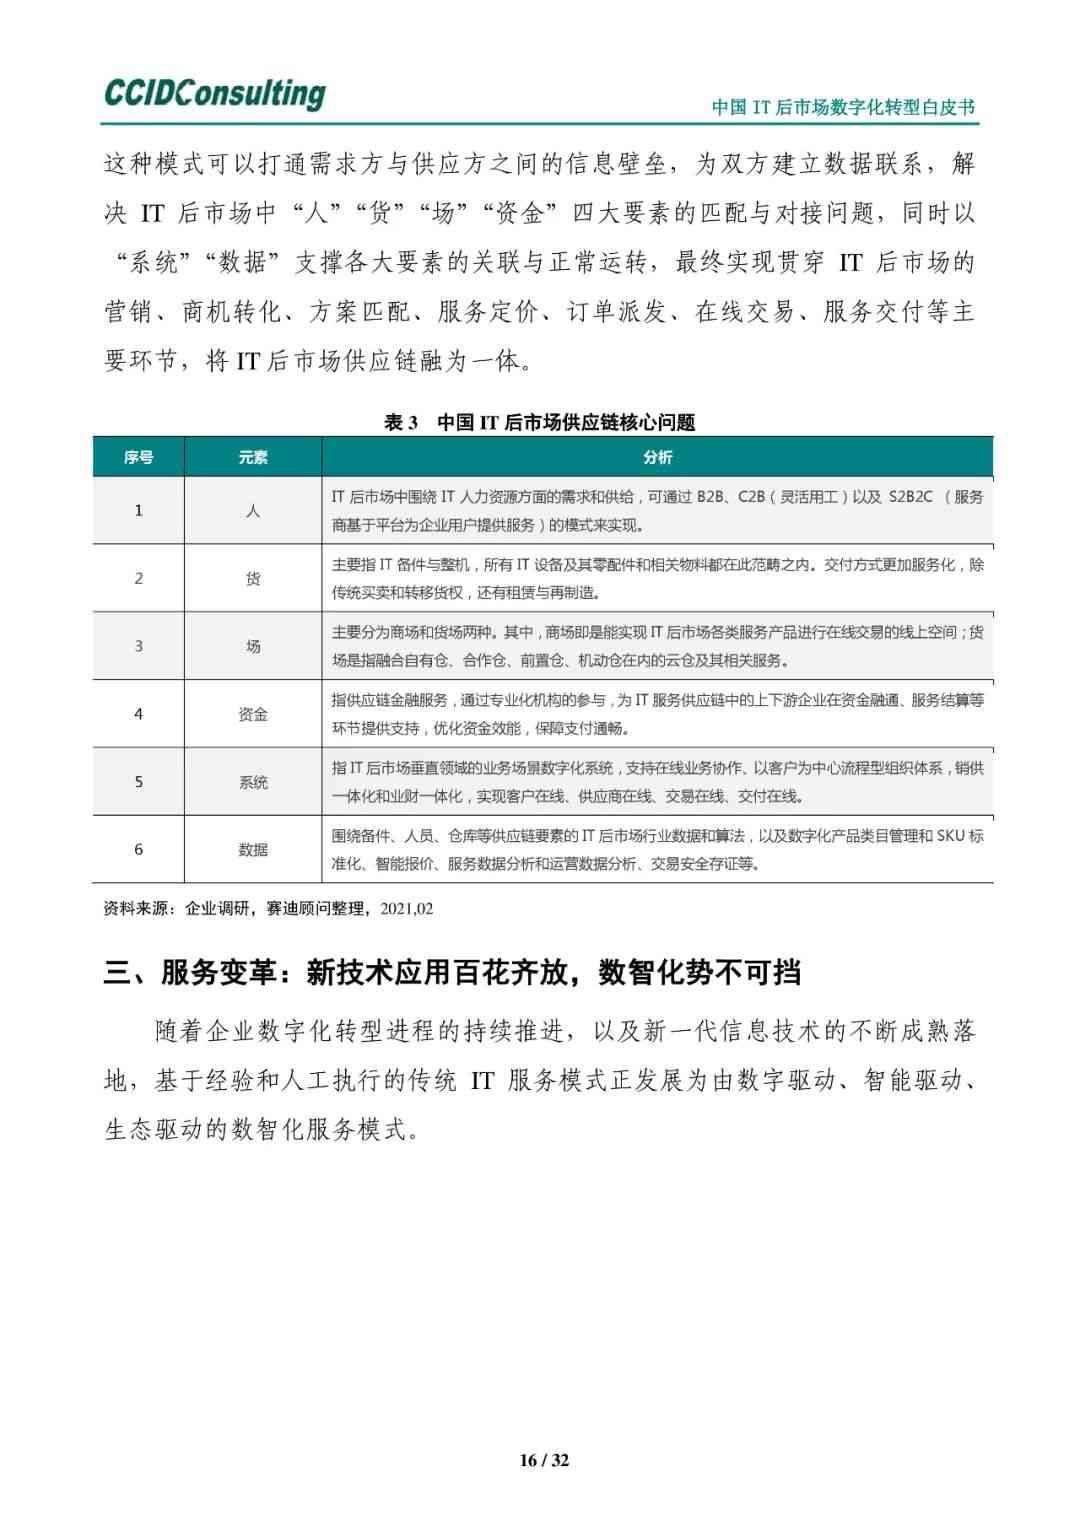 CCIDConsulting
中国 IT 后市场数字化转型白皮书
这种模式可以打通需求方与供应方之间的信息壁垒，为双方建立数据联系，解
决 IT 后市场中“人”“货”“场”“资金”四大要素的匹配与对接问题，同时以
“系统”“数据”支撑各大要素的关联与正常运转，最终实现贯穿 IT 后市场的
营销、商机转化、方案匹配、服务定价、订单派发、在线交易、服务交付等主
要环节，将 IT 后市场供应链融为一体。
表 3 中国 IT 后市场供应链核心问题
序号 元素 分析
1 人 IT 后市场中围绕 IT 人力资源方面的需求和供给，可通过 B2B、C2B（灵活用工）以及 S2B2C （服务
商基于平台为企业用户提供服务）的模式来实现。
2 货 主要指 IT 备件与整机，所有 IT 设备及其零配件和相关物料都在此范畴之内。交付方式更加服务化，除
传统买卖和转移货权，还有租赁与再制造。
3 场 主要分为商场和货场两种。其中，商场即是能实现 IT 后市场各类服务产品进行在线交易的线上空间；货
场是指融合自有仓、合作仓、前置仓、机动仓在内的云仓及其相关服务。
4 资金 指供应链金融服务，通过专业化机构的参与，为 IT 服务供应链中的上下游企业在资金融通、服务结算等
环节提供支持，优化资金效能，保障支付通畅。
5 系统 指 IT 后市场垂直领域的业务场景数字化系统，支持在线业务协作、以客户为中心流程型组织体系，销供
一体化和业财一体化，实现客户在线、供应商在线、交易在线、交付在线。
6 数据 围绕备件、人员、仓库等供应链要素的 IT 后市场行业数据和算法，以及数字化产品类目管理和 SKU 标
准化、智能报价、服务数据分析和运营数据分析、交易安全存证等。
资料来源：企业调研，赛迪顾问整理，2021,02
三、服务变革：新技术应用百花齐放，数智化势不可挡
随着企业数字化转型进程的持续推进，以及新一代信息技术的不断成熟落
地，基于经验和人工执行的传统 IT 服务模式正发展为由数字驱动、智能驱动、
生态驱动的数智化服务模式。
16 / 32